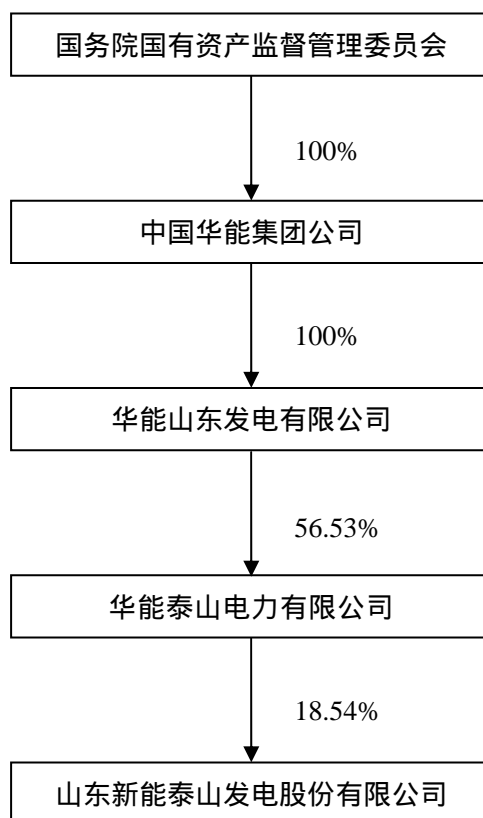 国务院国有资产监督管理委员会
100%
中国华能集团公司
100%
华能山东发电有限公司
56.53%
华能泰山电力有限公司
18.54%
山东新能泰山发电股份有限公司